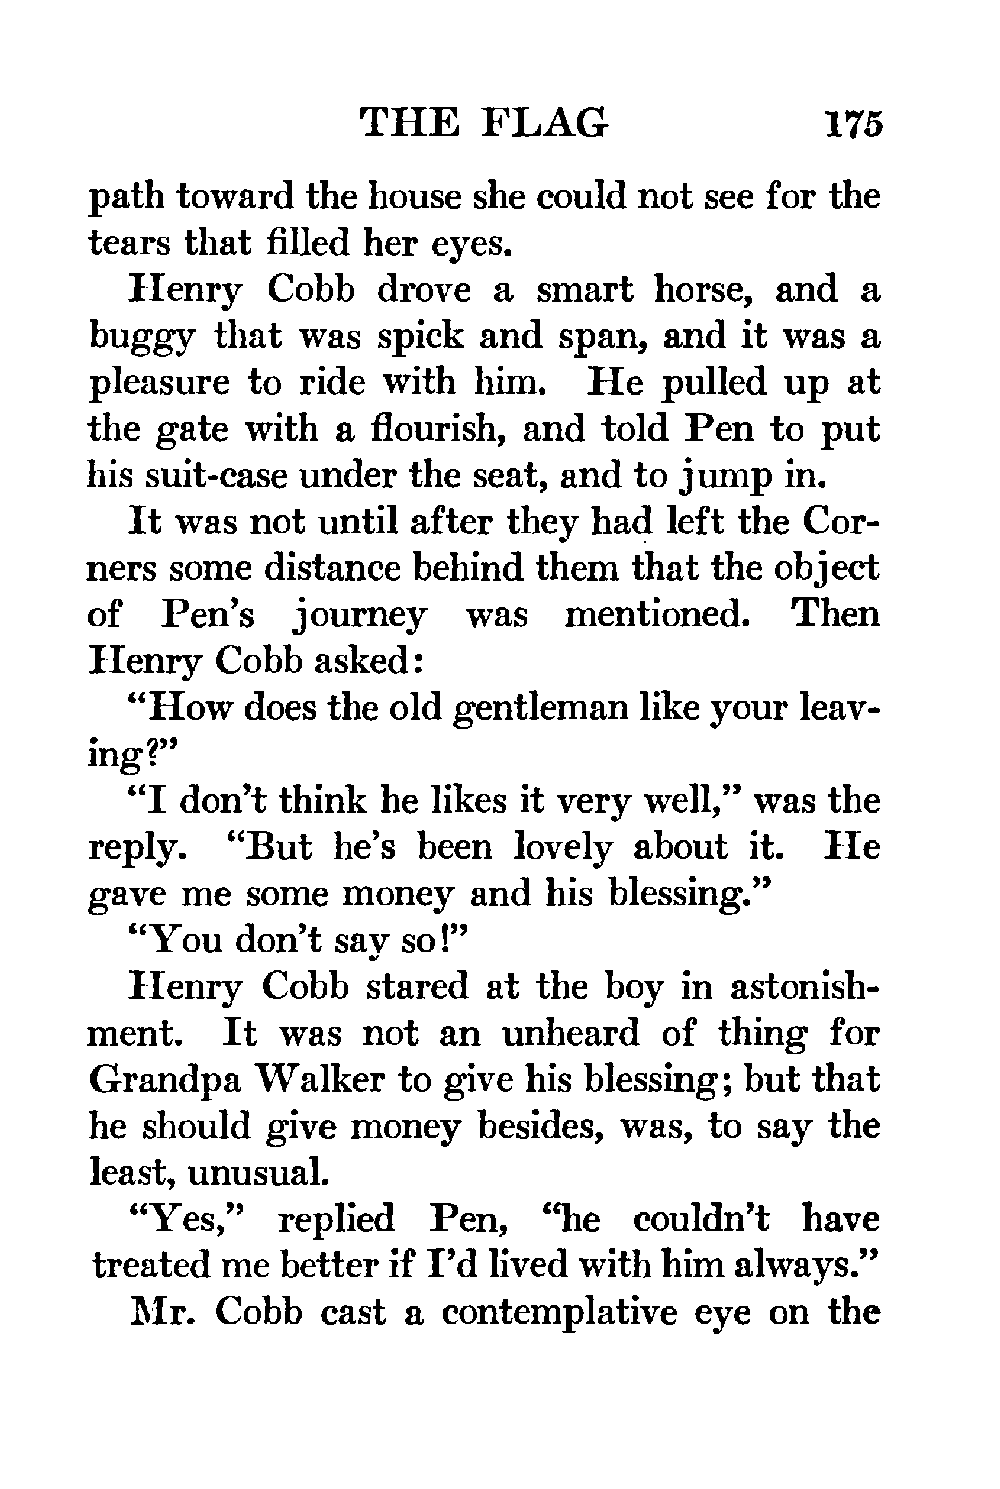 THE FLAG 175
path toward the house she could not see for the
tears that filled her eyes.
Henry Cobb drove a smart horse, and a
buggy that was spick and span, and it was a
pleasure to ride with him. He pulled up at
the gate with a flourish, and told Pen to put
his suit-case under the seat, and to jump in.
It was not until after they had left the Cor-
ners some distance behind them that the object
of Pen's journey was mentioned. Then
Henry Cobb asked:
"How does the old gentleman like your leav-
ing?"
"I don't think he likes it very well," was the
reply. "But he's been lovely about it. He
gave me some money and his blessing."
"You don't say so!"
Henry Cobb stared at the boy in astonish-
ment. It was not an unheard of thing for
Grandpa Walker to give his blessing; but that
he should give money besides, was, to say the
least, unusual.
"Yes," replied Pen, "he couldn't have
treated me better if I'd lived with him always."
Mr. Cobb cast a contemplative eye on the